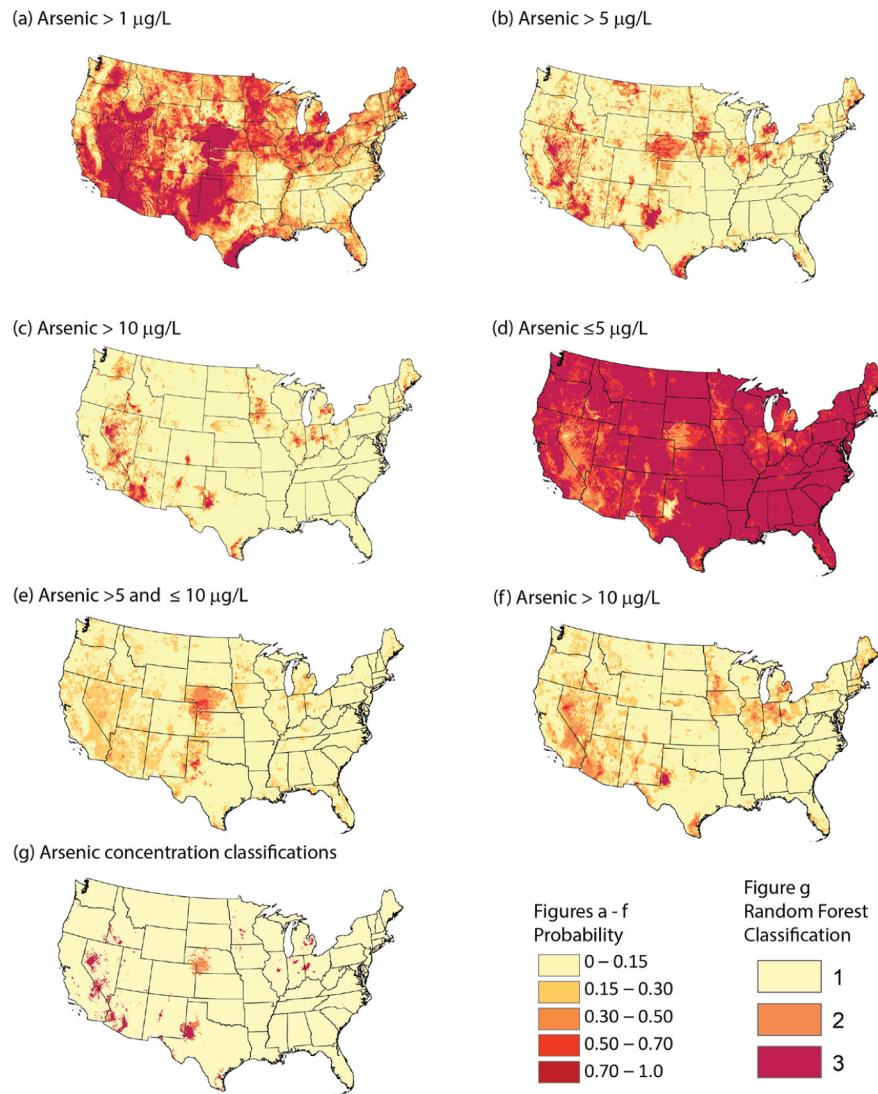 (a) Arsenic > 1 µg/L
(b) Arsenic > 5 µg/L
(c) Arsenic > 10 µg/L
(d) Arsenic ≤5 µg/L
(e) Arsenic >5 and ≤ 10 µg/L
(f) Arsenic > 10 µg/L
(g) Arsenic concentration classifications
Figures a - f
Probability
0 – 0.15
0.15 – 0.30
0.30 – 0.50
0.50 – 0.70
0.70 – 1.0
Figure g
Random Forest
Classification
1
2
3